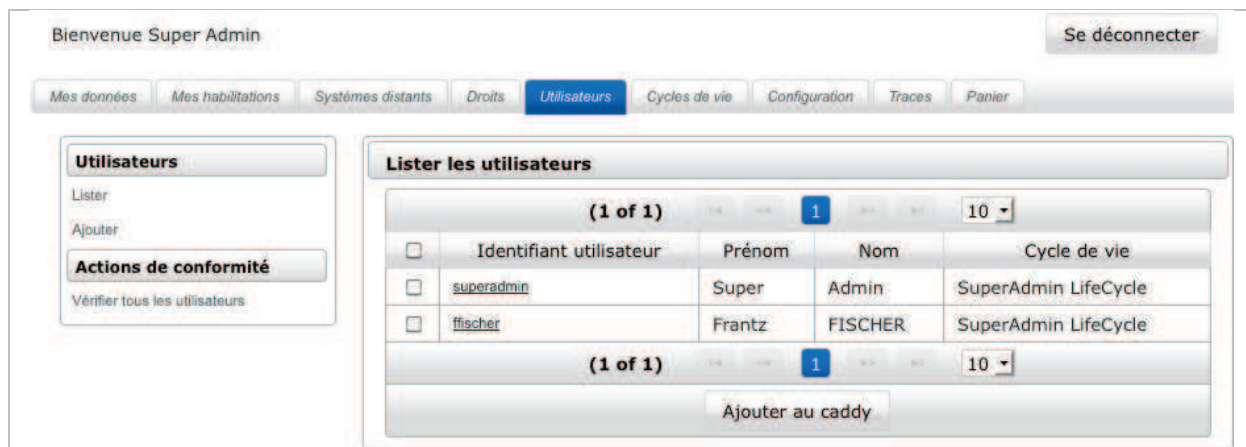 Bienvenue Super Admin
Se déconnecter
Mes données Mes habilitations Systèmes distants Droits Utilisateurs Cycles de vie Configuration Traces Panier
Utilisateurs
Lister
Ajouter
Actions de conformité
Vérifier tous les utilisateurs
Lister les utilisateurs
(1 of 1) 1 10
Identifiant utilisateur Prénom Nom Cycle de vie
superadmin Super Admin SuperAdmin LifeCycle
ffischer Frantz FISCHER SuperAdmin LifeCycle
(1 of 1) 1 10
Ajouter au caddy